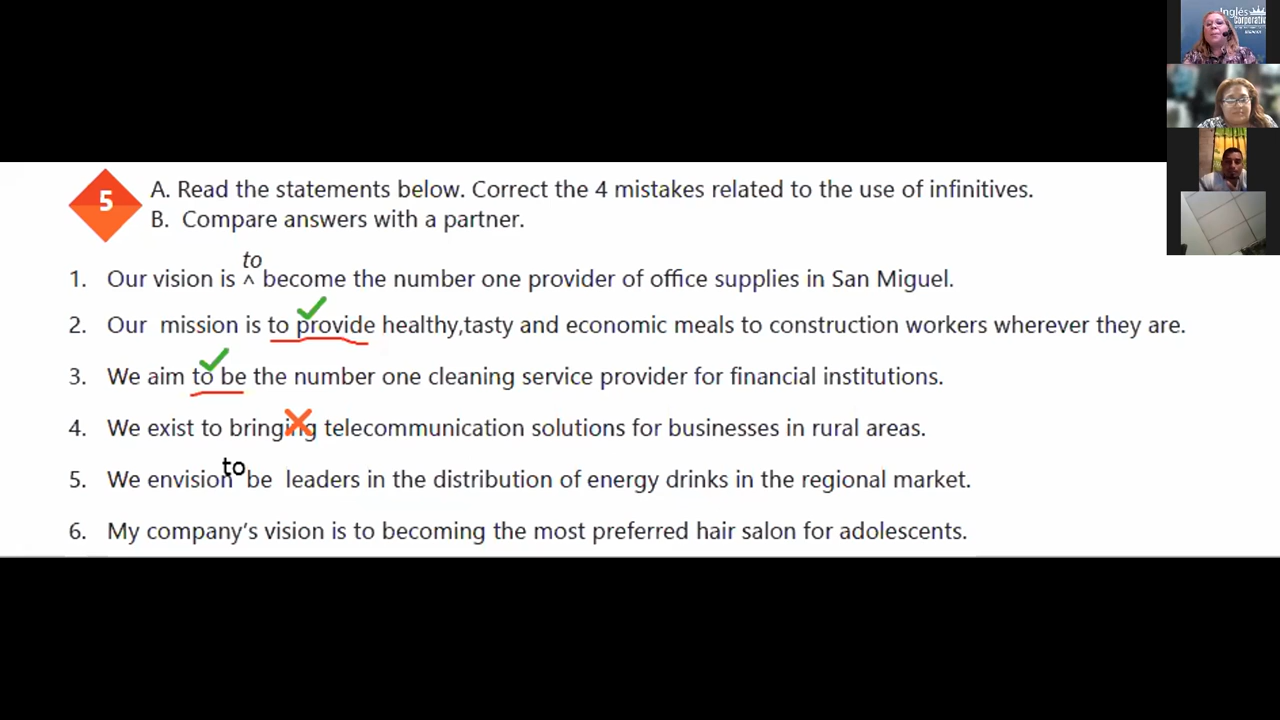 Inglés
corporativo
5
A. Read the statements below. Correct the 4 mistakes related to the use of infinitives.
B. Compare answers with a partner.
to
1. Our vision is ^ become the number one provider of office supplies in San Miguel.
2. Our mission is to provide healthy,tasty and economic meals to construction workers wherever they are.
3. We aim to be the number one cleaning service provider for financial institutions.
4. We exist to bringing telecommunication solutions for businesses in rural areas.
to
5. We envision be leaders in the distribution of energy drinks in the regional market.
6. My company's vision is to becoming the most preferred hair salon for adolescents.